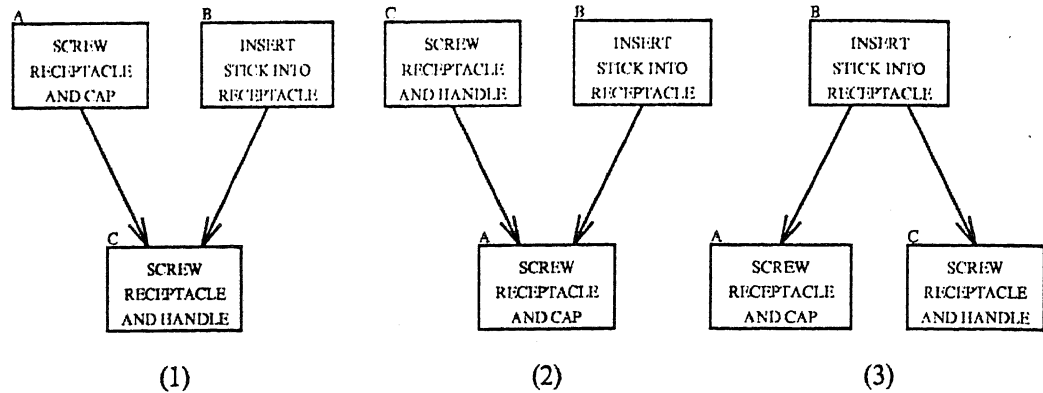 A
SCREW
RECEPTACLE
AND CAP
B
INSERT
STICK INTO
RECEPTACLE
C
SCREW
RECEPTACLE
AND HANDLE
(1)
C
SCREW
RECEPTACLE
AND HANDLE
B
INSERT
STICK INTO
RECEPTACLE
A
SCREW
RECEPTACLE
AND CAP
(2)
B
INSERT
STICK INTO
RECEPTACLE
A
SCREW
RECEPTACLE
AND CAP
C
SCREW
RECEPTACLE
AND HANDLE
(3)